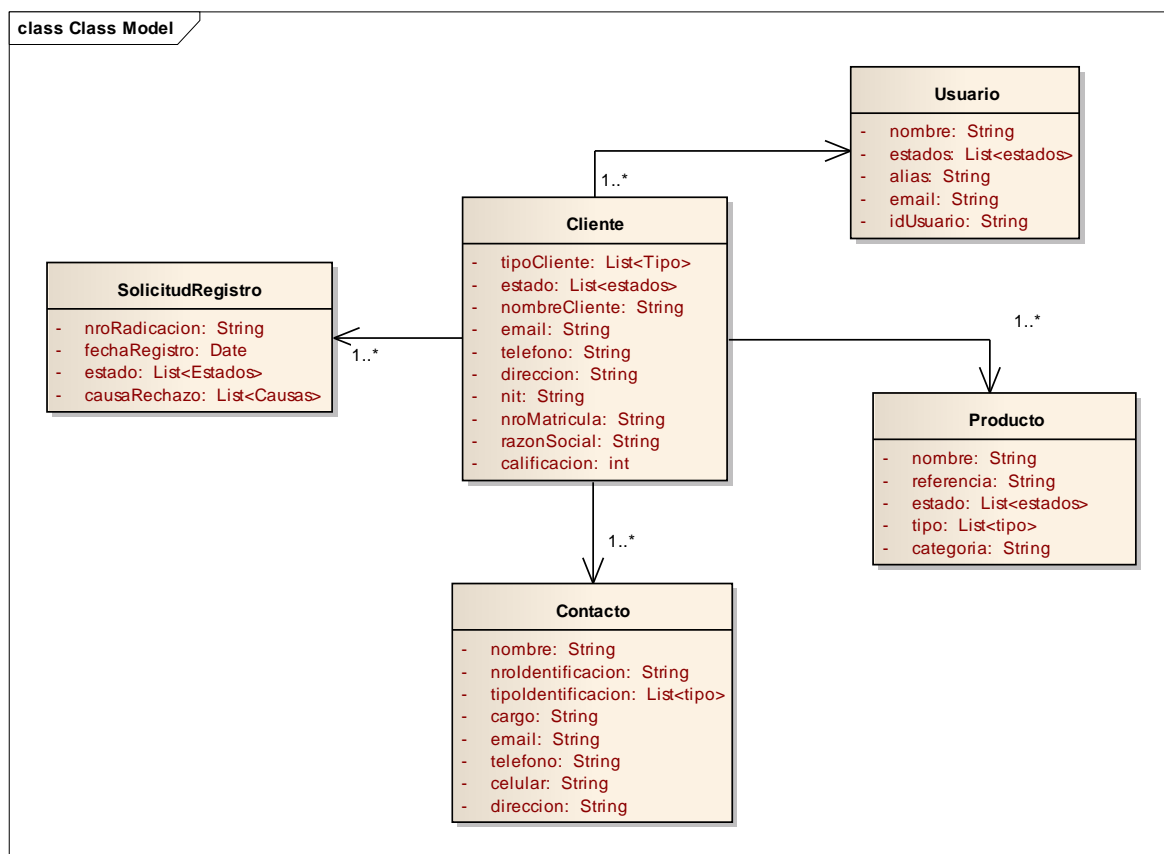 class Class Model
Usuario
- nombre: String
- estados: List<estados>
- alias: String
- email: String
- idUsuario: String
1..*
Cliente
- tipoCliente: List<Tipo>
- estado: List<estados>
- nombreCliente: String
- email: String
- telefono: String
- direccion: String
- nit: String
- nroMatricula: String
- razonSocial: String
- calificacion: int
SolicitudRegistro
- nroRadicacion: String
- fechaRegistro: Date
- estado: List<Estados>
- causaRechazo: List<Causas>
1..*
1..*
Producto
- nombre: String
- referencia: String
- estado: List<estados>
- tipo: List<tipo>
- categoria: String
1..*
Contacto
- nombre: String
- nroIdentificacion: String
- tipoIdentificacion: List<tipo>
- cargo: String
- email: String
- telefono: String
- celular: String
- direccion: String